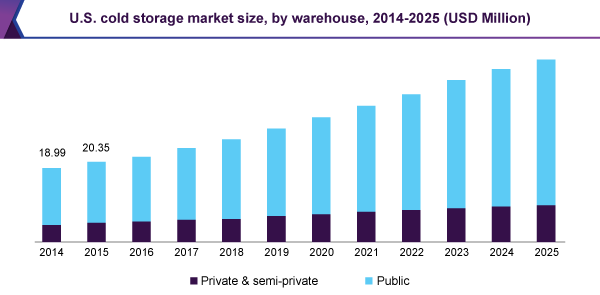 U.S. cold storage market size, by warehouse, 2014-2025 (USD Million)
18.99
20.35
2014 2015 2016 2017 2018 2019 2020 2021 2022 2023 2024 2025
Private & semi-private Public